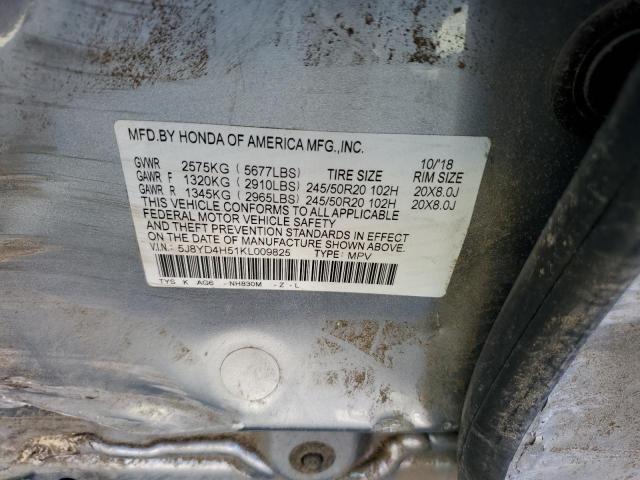 MFD.BY HONDA OF AMERICA MFG.,INC.
10/'18
GVWR 2575KG ( 5677LBS) TIRE SIZE RIM SIZE
GAWR F 1320KG ( 2910LBS) 245/50R20 102H 20X8.0J
GAWR R 1345KG ( 2965LBS) 245/50R20 102H 20X8.0J
THIS VEHICLE CONFORMS TO ALL APPLICABLE
FEDERAL MOTOR VEHICLE SAFETY
AND THEFT PREVENTION STANDARDS IN EFFECT
ON THE DATE OF MANUFACTURE SHOWN ABOVE.
V.I.N.: 5J8YD4H51KL009825 TYPE: MPV
TYS K AG6 - NH830M - Z - L